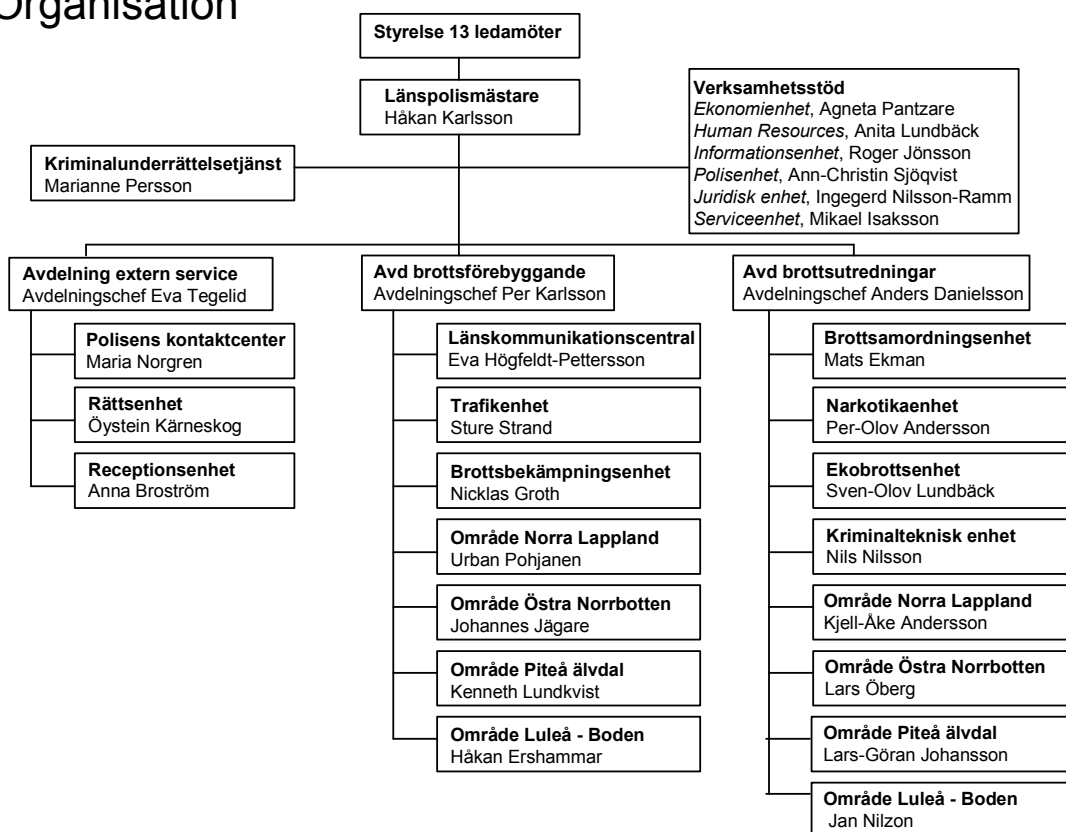 Organisation
Styrelse 13 ledamöter
Länspolismästare
Håkan Karlsson
Verksamhetsstöd
Ekonomienhet, Agneta Pantzare
Human Resources, Anita Lundbäck
Informationsenhet, Roger Jönsson
Polisenhet, Ann-Christin Sjöqvist
Juridisk enhet, Ingegerd Nilsson-Ramm
Serviceenhet, Mikael Isaksson
Kriminalunderrättelsetjänst
Marianne Persson
Avdelning extern service
Avdelningschef Eva Tegelid
Polisens kontaktcenter
Maria Norgren
Rättsenhet
Öystein Kärneskog
Receptionsenhet
Anna Broström
Avd brottsförebyggande
Avdelningschef Per Karlsson
Länskommunikationscentral
Eva Högfeldt-Pettersson
Trafikenhet
Sture Strand
Brottsbekämpningsenhet
Nicklas Groth
Område Norra Lappland
Urban Pohjanen
Område Östra Norrbotten
Johannes Jägare
Område Piteå älvdal
Kenneth Lundkvist
Område Luleå - Boden
Håkan Ershammar
Avd brottsutredningar
Avdelningschef Anders Danielsson
Brottsamordningsenhet
Mats Ekman
Narkotikaenhet
Per-Olov Andersson
Ekobrottsenhet
Sven-Olov Lundbäck
Kriminalteknisk enhet
Nils Nilsson
Område Norra Lappland
Kjell-Åke Andersson
Område Östra Norrbotten
Lars Öberg
Område Piteå älvdal
Lars-Göran Johansson
Område Luleå - Boden
Jan Nilzon